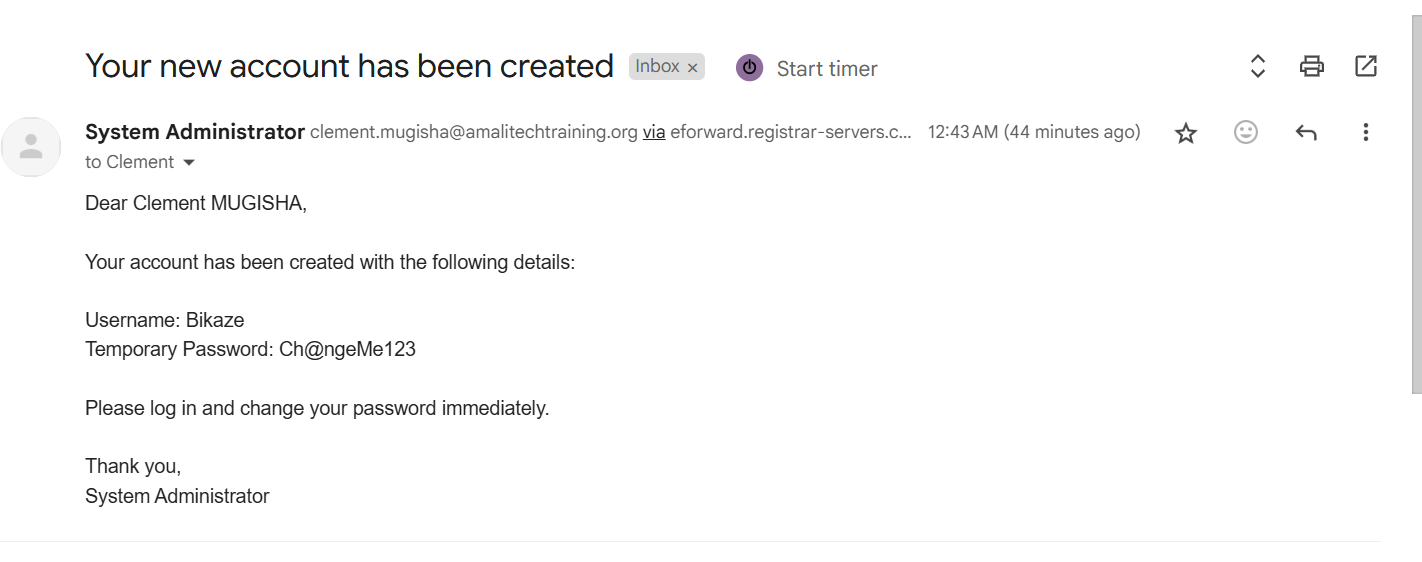 Your new account has been created Inbox × Start timer
System Administrator clement.mugisha@amalitechtraining.org via eforward.registrar-servers.c... 12:43 AM (44 minutes ago)
to Clement
Dear Clement MUGISHA,
Your account has been created with the following details:
Username: Bikaze
Temporary Password: Ch@ngeMe123
Please log in and change your password immediately.
Thank you,
System Administrator